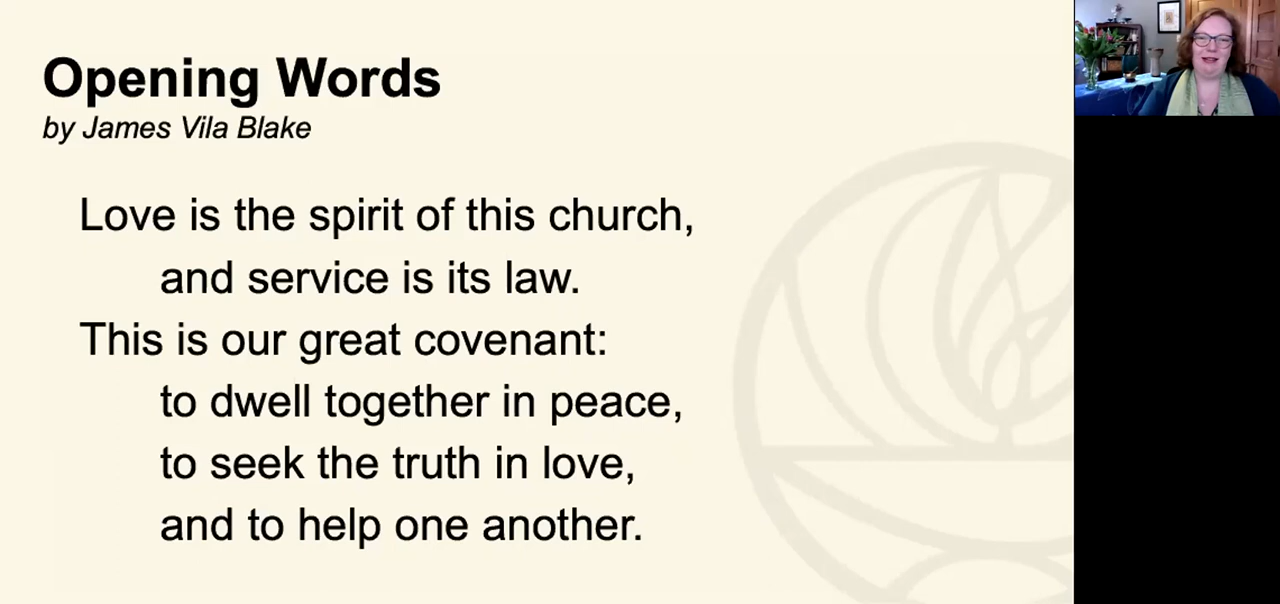 Opening Words
by James Vila Blake
Love is the spirit of this church,
and service is its law.
This is our great covenant:
to dwell together in peace,
to seek the truth in love,
and to help one another.